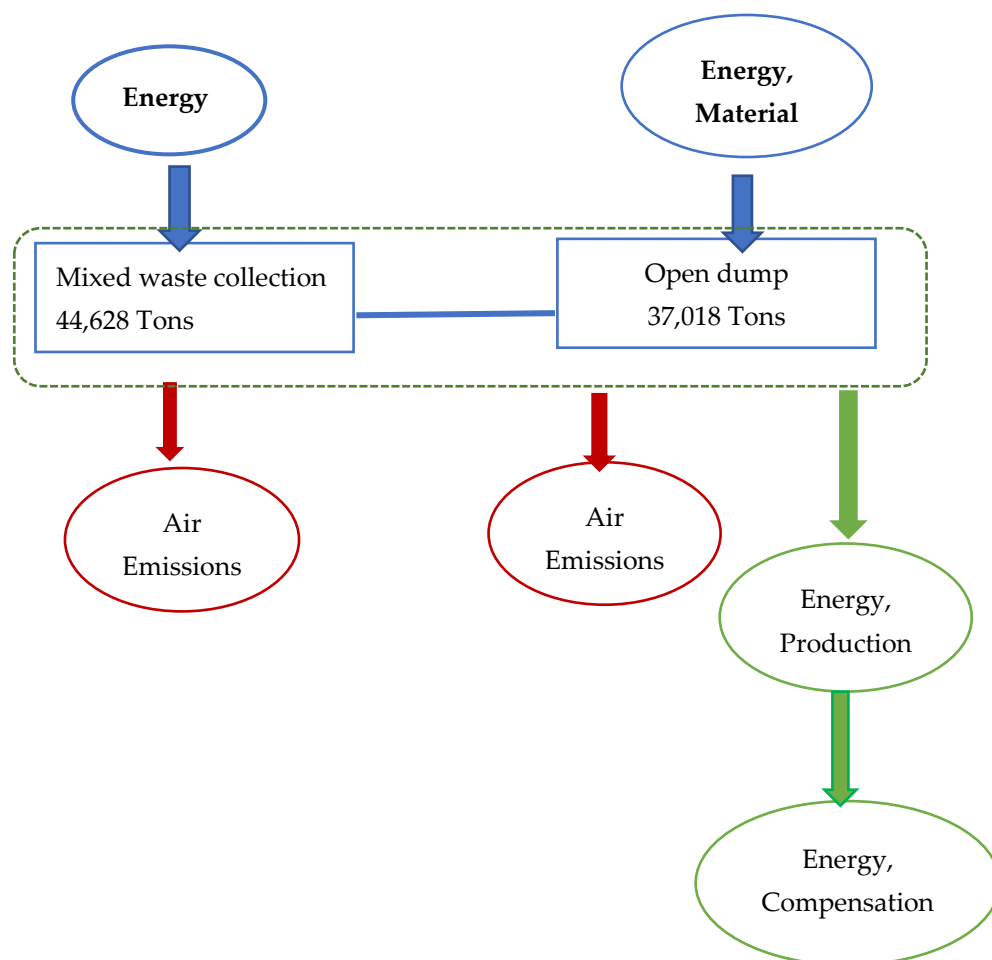 Energy
Energy,
Material
Mixed waste collection
44,628 Tons
Open dump
37,018 Tons
Air
Emissions
Air
Emissions
Energy,
Production
Energy,
Compensation